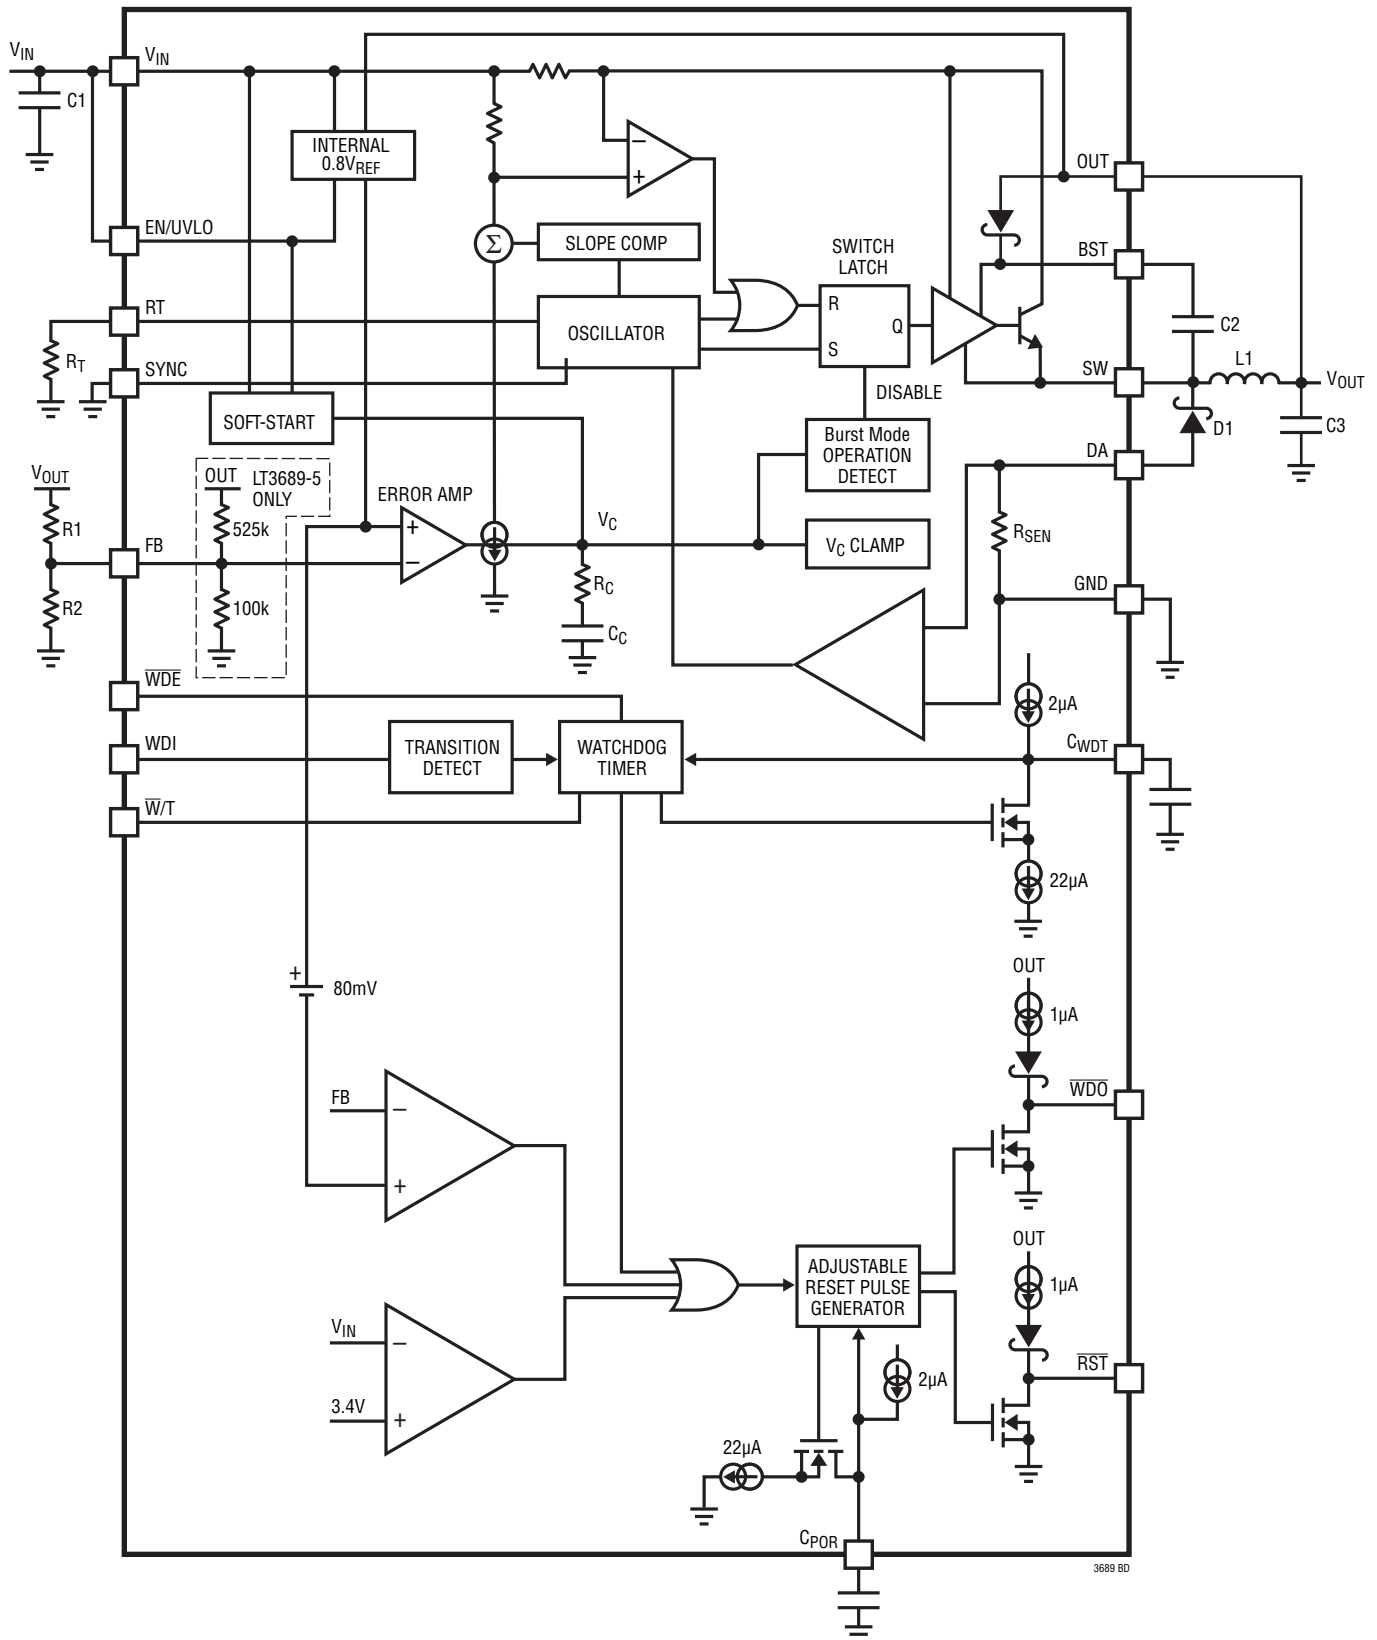 VIN
VIN
C1
INTERNAL
0.8VREF
−
+
OUT
EN/UVLO
Σ
SLOPE COMP
SWITCH
LATCH
BST
RT
OSCILLATOR
R
Q
S
C2
RT
SYNC
SW
L1
VOUT
DISABLE
SOFT-START
Burst Mode
OPERATION
DETECT
D1
C3
DA
VOUT
OUT
LT3689-5
ONLY
ERROR AMP
VC
R1
525k
+
−
RSEN
FB
VC CLAMP
R2
100k
RC
GND
CC
W̅D̅E̅
2µA
WDI
TRANSITION
DETECT
WATCHDOG
TIMER
CWDT
W̅/T
22µA
OUT
+
80mV
1µA
FB
−
W̅D̅O̅
+
OUT
ADJUSTABLE
RESET PULSE
GENERATOR
1µA
VIN
−
R̅S̅T̅
2µA
3.4V
+
22µA
CPOR
3689 BD